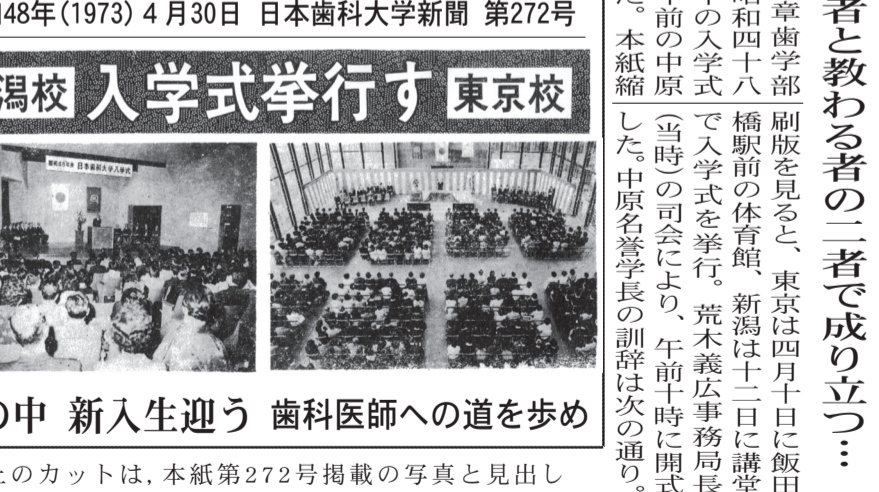 者と教わる者の二者で成り立つ…
章歯学部
昭和四十八
年の入学式
午前の中原
た。本紙縮
刷版を見ると、東京は四月十日に飯田
橋駅前の体育館、新潟は十二日に講堂
で入学式を挙行。荒木義広事務局長
(当時)の司会により、午前十時に開式
した。中原名誉学長の訓辞は次の通り。
48年(1973)4月30日 日本歯科大学新聞 第272号
潟校 入学式挙行す 東京校
日本歯科大学入学式
の中 新入生迎う 歯科医師への道を歩め
上のカットは,本紙第272号掲載の写真と見出し